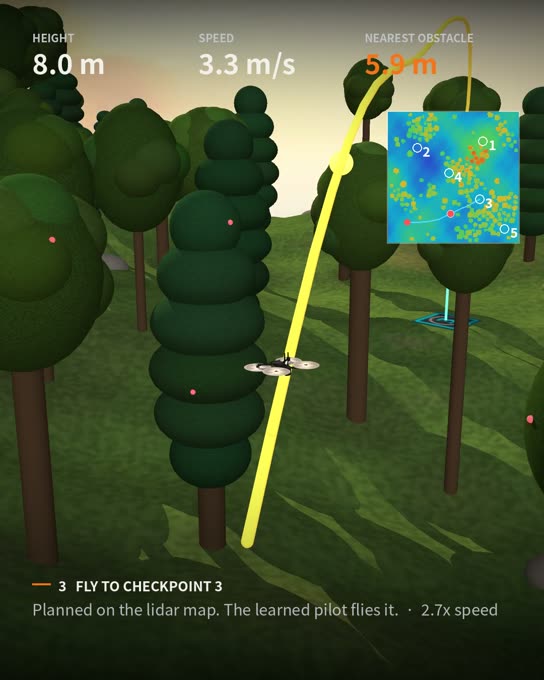 HEIGHT SPEED NEAREST OBSTACLE
8.0 m 3.3 m/s 5.9 m
1
2
4
3
5
3 FLY TO CHECKPOINT 3
Planned on the lidar map. The learned pilot flies it. · 2.7x speed